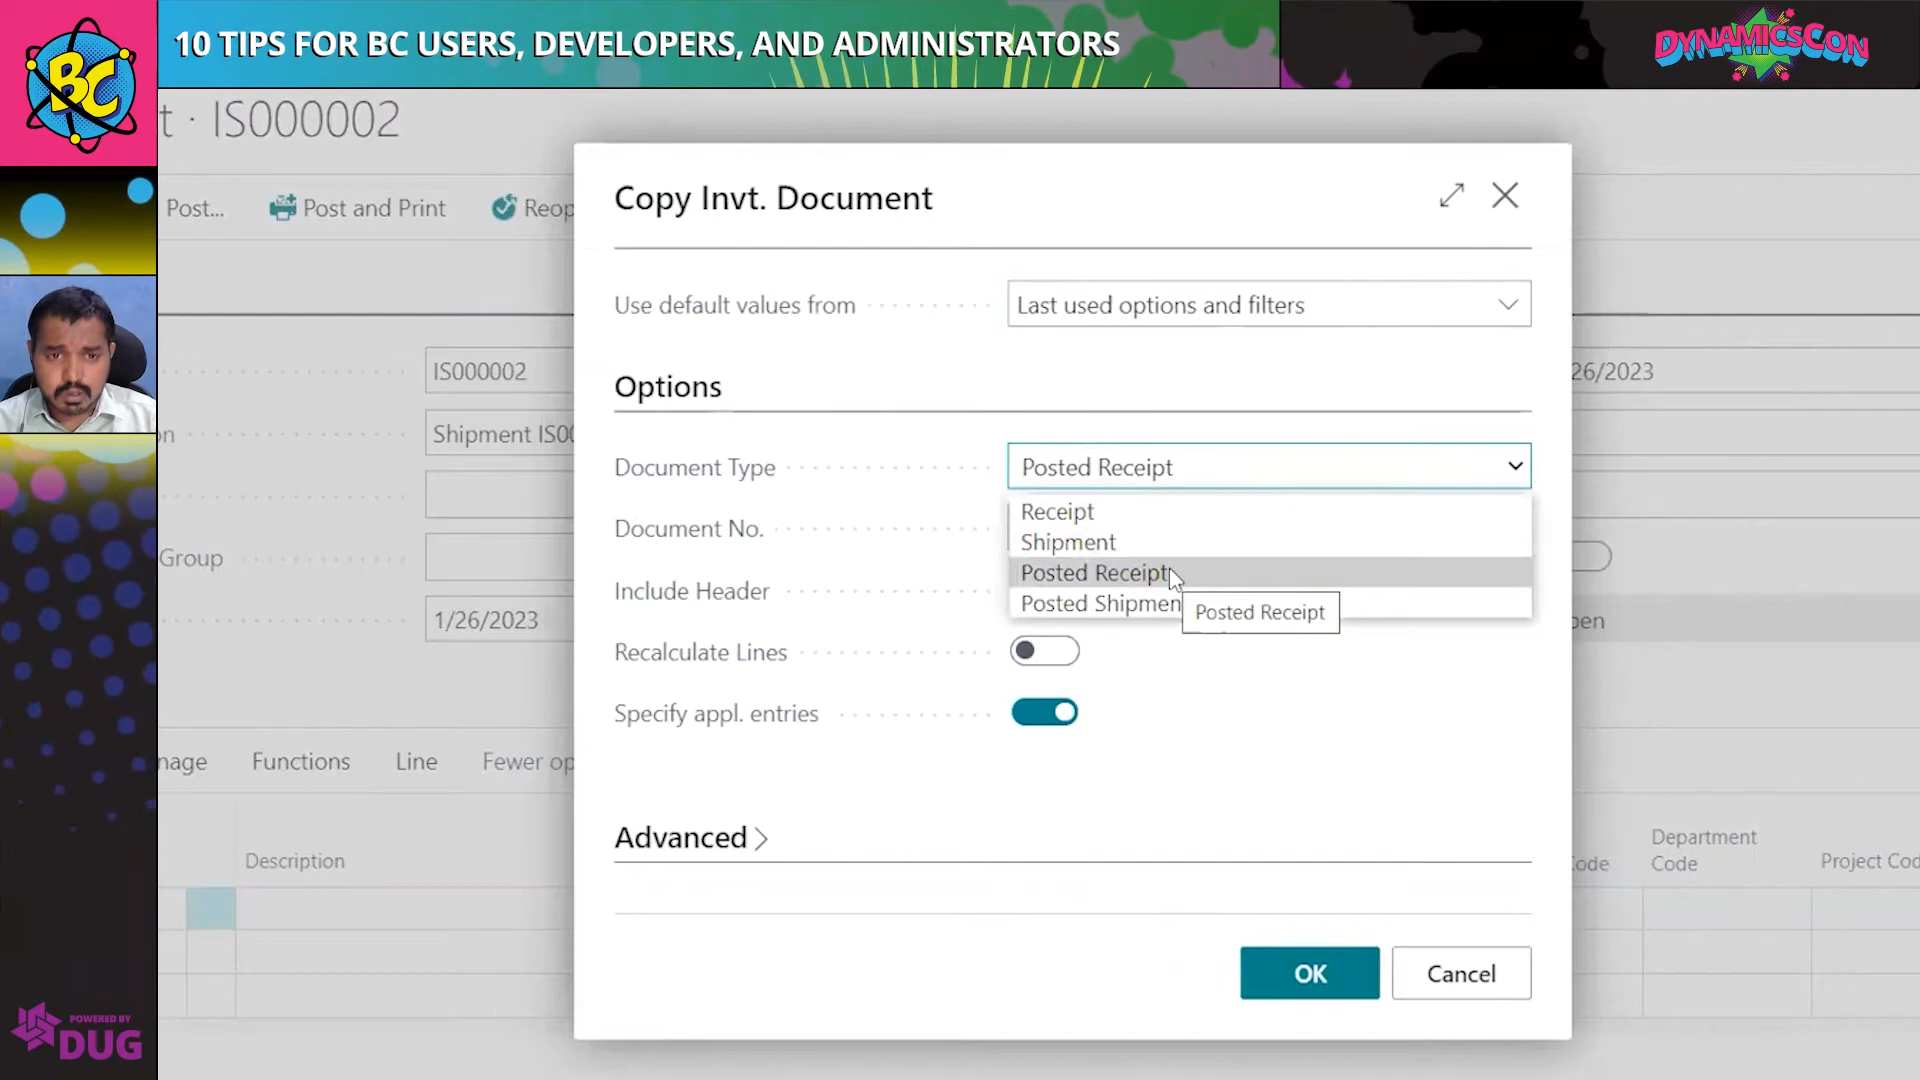 BC
10 TIPS FOR BC USERS, DEVELOPERS, AND ADMINISTRATORS
DYNAMICSCON
t · IS000002
Post...
Post and Print
Reop
Copy Invt. Document
Use default values from
Last used options and filters
Options
IS000002
26/2023
Shipment IS00
Document Type
Posted Receipt
Receipt
Document No.
Shipment
Group
Posted Receipt
Include Header
Posted Shipmen
Posted Receipt
1/26/2023
pen
Recalculate Lines
Specify appl. entries
nage
Functions
Line
Fewer op
Advanced
Description
Code
Department
Code
Project Cod
OK
Cancel
POWERED BY
DUG